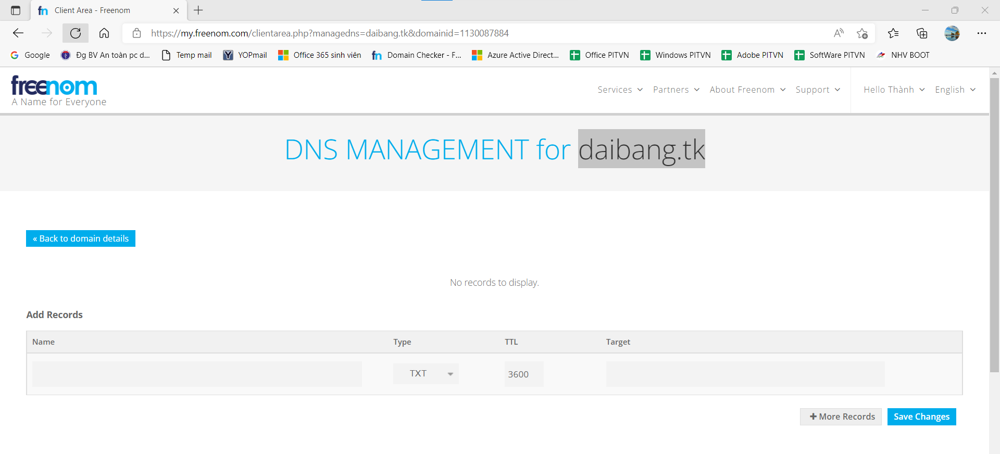 Client Area - Freenom
https://my.freenom.com/clientarea.php?managedns=daibang.tk&domainid=1130087884
Google
Đg BV An toàn pc d...
Temp mail
YOPmail
Office 365 sinh viên
Domain Checker - F...
Azure Active Direct...
Office PITVN
Windows PITVN
Adobe PITVN
SoftWare PITVN
NHV BOOT
freenom
A Name for Everyone
Services
Partners
About Freenom
Support
Hello Thành
English
DNS MANAGEMENT for daibang.tk
« Back to domain details
No records to display.
Add Records
Name Type TTL Target
TXT 3600
+ More Records
Save Changes